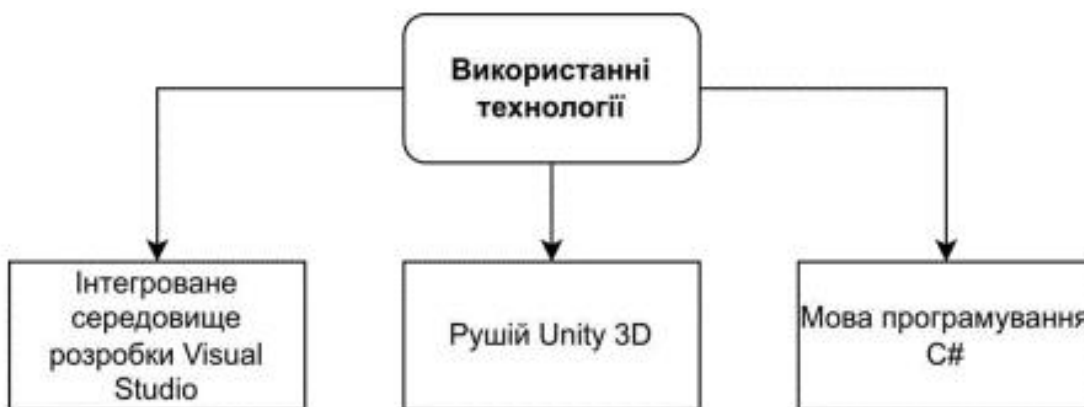 Використанні
технології
Інтегроване
середовище
розробки Visual
Studio
Рушій Unity 3D
Мова програмування
C#